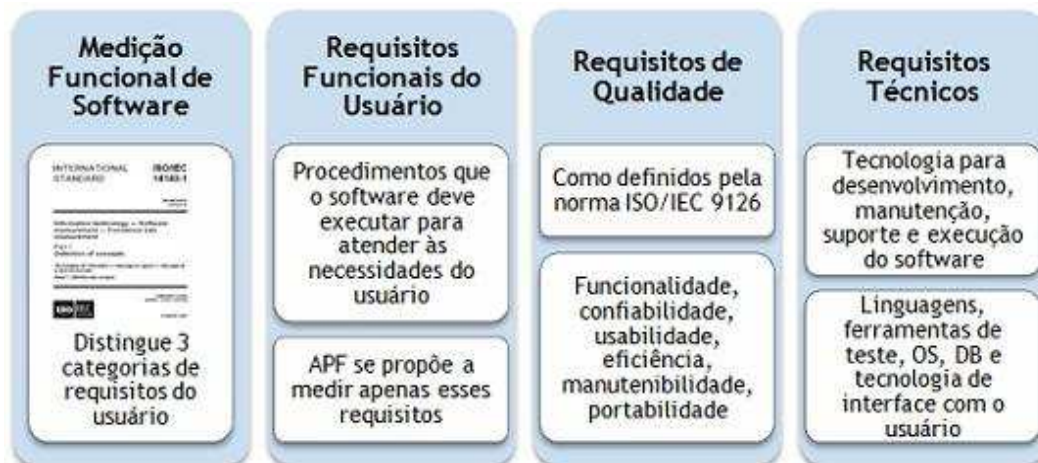 Medição
Funcional de
Software
INTERNATIONAL
STANDARD
ISO/IEC
14143-1
Distingue 3
categorias de
requisitos do
usuário
Requisitos
Funcionais do
Usuário
Procedimentos que
o software deve
executar para
atender às
necessidades do
usuário
APF se propõe a
medir apenas esses
requisitos
Requisitos de
Qualidade
Como definidos pela
norma ISO/IEC 9126
Funcionalidade,
confiabilidade,
usabilidade,
eficiência,
manutenibilidade,
portabilidade
Requisitos
Técnicos
Tecnologia para
desenvolvimento,
manutenção,
suporte e execução
do software
Linguagens,
ferramentas de
teste, OS, DB e
tecnologia de
interface com o
usuário